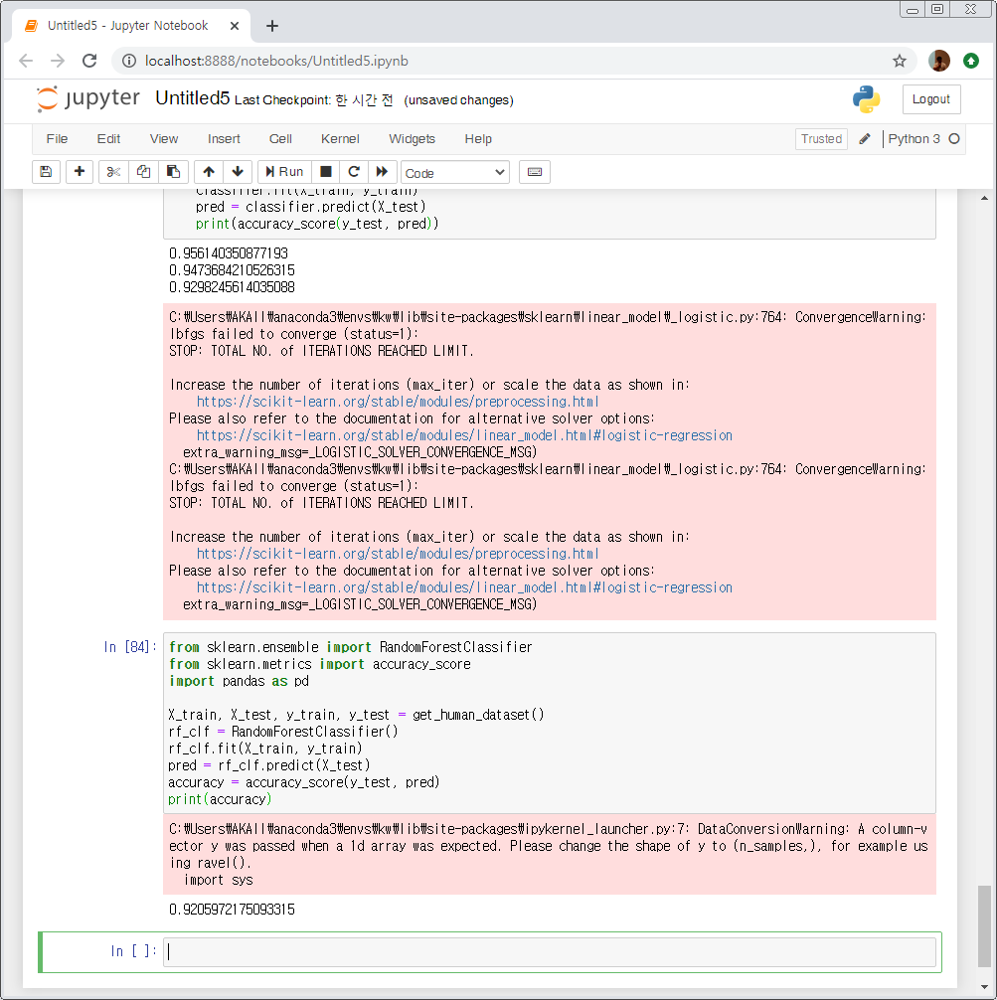 Untitled5 - Jupyter Notebook
localhost:8888/notebooks/Untitled5.ipynb
jupyter Untitled5 Last Checkpoint: 한 시간 전 (unsaved changes)
Logout
File Edit View Insert Cell Kernel Widgets Help
Trusted Python 3
Run Code
classifier.fit(X_train, y_train)
pred = classifier.predict(X_test)
print(accuracy_score(y_test, pred))
0.956140350877193
0.9473684210526315
0.9298245614035088
C:₩Users₩AKAII₩anaconda3₩envs₩kw₩lib₩site-packages₩sklearn₩linear_model₩_logistic.py:764: ConvergenceWarning:
lbfgs failed to converge (status=1):
STOP: TOTAL NO. of ITERATIONS REACHED LIMIT.
Increase the number of iterations (max_iter) or scale the data as shown in:
https://scikit-learn.org/stable/modules/preprocessing.html
Please also refer to the documentation for alternative solver options:
https://scikit-learn.org/stable/modules/linear_model.html#logistic-regression
extra_warning_msg=_LOGISTIC_SOLVER_CONVERGENCE_MSG)
C:₩Users₩AKAII₩anaconda3₩envs₩kw₩lib₩site-packages₩sklearn₩linear_model₩_logistic.py:764: ConvergenceWarning:
lbfgs failed to converge (status=1):
STOP: TOTAL NO. of ITERATIONS REACHED LIMIT.
Increase the number of iterations (max_iter) or scale the data as shown in:
https://scikit-learn.org/stable/modules/preprocessing.html
Please also refer to the documentation for alternative solver options:
https://scikit-learn.org/stable/modules/linear_model.html#logistic-regression
extra_warning_msg=_LOGISTIC_SOLVER_CONVERGENCE_MSG)
In [84]: from sklearn.ensemble import RandomForestClassifier
from sklearn.metrics import accuracy_score
import pandas as pd
X_train, X_test, y_train, y_test = get_human_dataset()
rf_clf = RandomForestClassifier()
rf_clf.fit(X_train, y_train)
pred = rf_clf.predict(X_test)
accuracy = accuracy_score(y_test, pred)
print(accuracy)
C:₩Users₩AKAII₩anaconda3₩envs₩kw₩lib₩site-packages₩ipykernel_launcher.py:7: DataConversionWarning: A column-v
ector y was passed when a 1d array was expected. Please change the shape of y to (n_samples,), for example us
ing ravel().
import sys
0.9205972175093315
In [ ]: